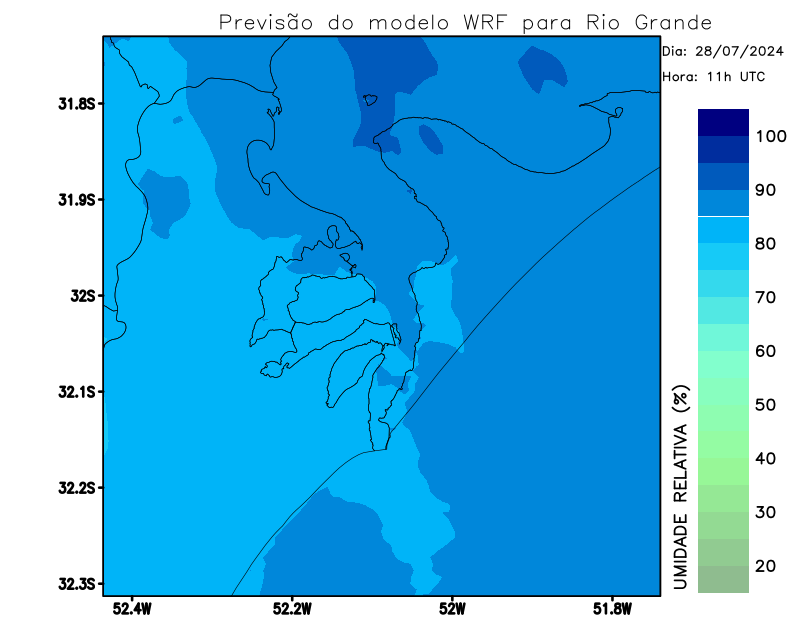 Previsão do modelo WRF para Rio Grande
Dia: 28/07/2024
Hora: 11h UTC
31.8S
31.9S
32S
32.1S
32.2S
32.3S
52.4W
52.2W
52W
51.8W
100
90
80
70
60
50
40
30
20
UMIDADE RELATIVA (%)